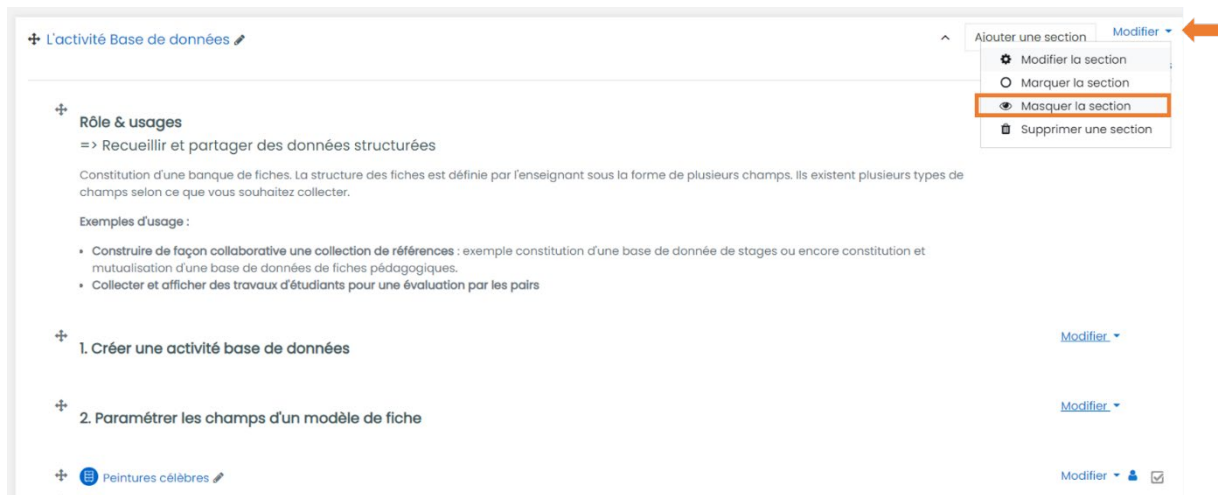 L'activité Base de données
Ajouter une section
Modifier
Modifier la section
Marquer la section
Masquer la section
Supprimer une section
Rôle & usages
=> Recueillir et partager des données structurées
Constitution d'une banque de fiches. La structure des fiches est définie par l'enseignant sous la forme de plusieurs champs. Ils existent plusieurs types de
champs selon ce que vous souhaitez collecter.
Exemples d'usage :
• Construire de façon collaborative une collection de références : exemple constitution d'une base de donnée de stages ou encore constitution et
mutualisation d'une base de données de fiches pédagogiques.
• Collecter et afficher des travaux d'étudiants pour une évaluation par les pairs
1. Créer une activité base de données
Modifier
2. Paramétrer les champs d'un modèle de fiche
Modifier
Peintures célèbres
Modifier